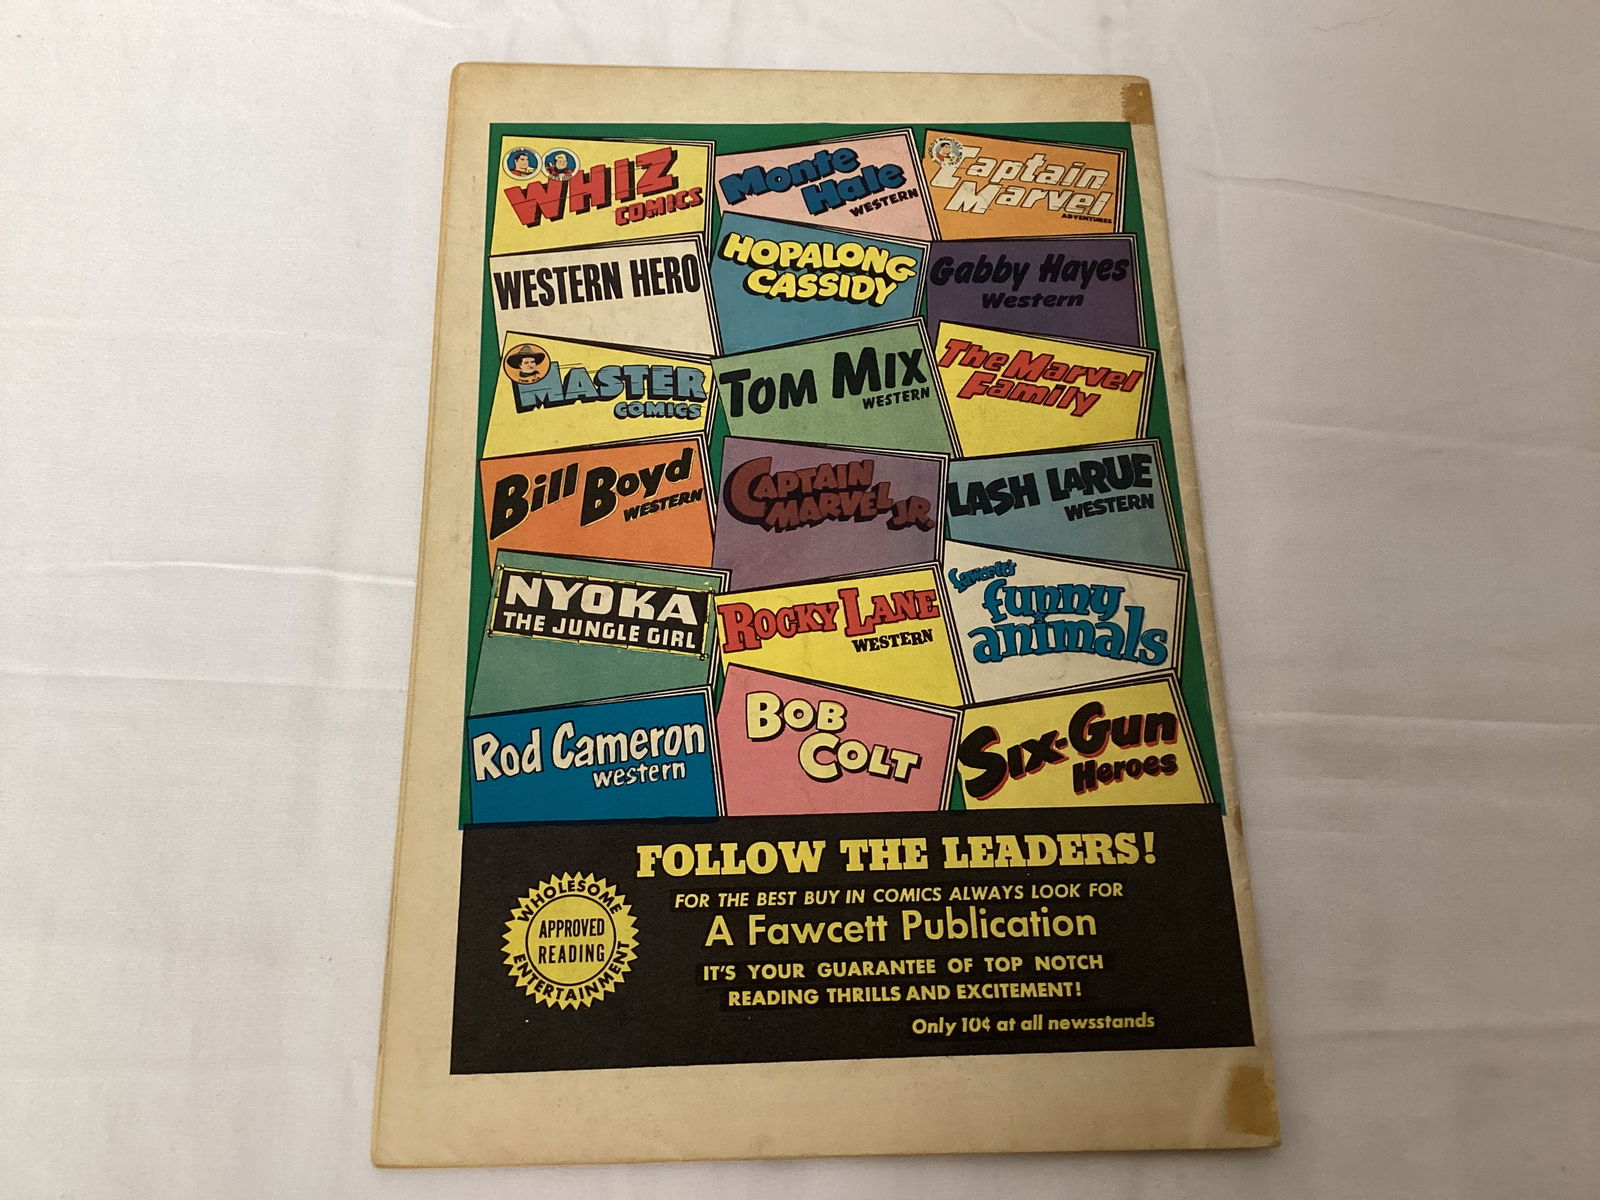 WHIZ
COMICS
Monte
Hale
WESTERN
Captain
Marvel
ADVENTURES
WESTERN HERO
HOPALONG
CASSIDY
Gabby Hayes
Western
MASTER
COMICS
TOM MIX
WESTERN
The Marvel
Family
Bill Boyd
WESTERN
CAPTAIN
MARVEL JR.
LASH LARUE
WESTERN
NYOKA
THE JUNGLE GIRL
ROCKY LANE
WESTERN
Fawcett's
funny
animals
Rod Cameron
western
BOB
COLT
SIX-GUN
Heroes
FOLLOW THE LEADERS!
FOR THE BEST BUY IN COMICS ALWAYS LOOK FOR
A Fawcett Publication
IT'S YOUR GUARANTEE OF TOP NOTCH
READING THRILLS AND EXCITEMENT!
Only 10¢ at all newsstands
WHOLESOME
APPROVED
READING
ENTERTAINMENT